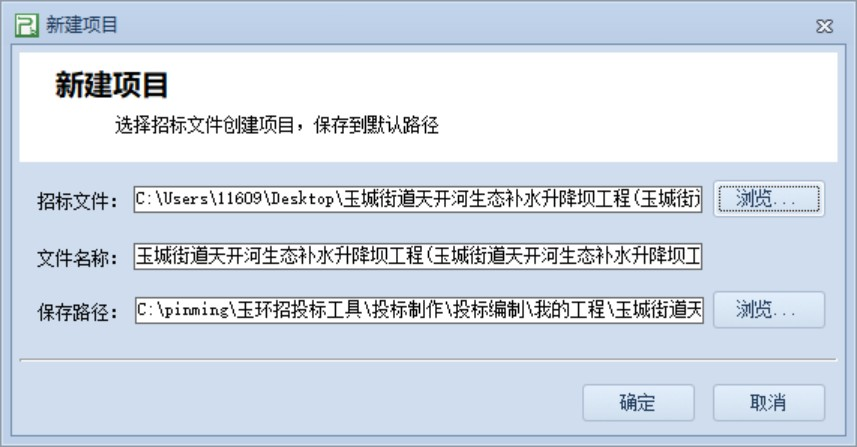 新建项目
新建项目
选择招标文件创建项目，保存到默认路径
招标文件： C:\Users\11609\Desktop\玉城街道天开河生态补水升降坝工程(玉城街道 浏览...
文件名称： 玉城街道天开河生态补水升降坝工程(玉城街道天开河生态补水升降坝工
保存路径： C:\pinming\玉环招投标工具\投标制作\投标编制\我的工程\玉城街道天 浏览...
确定 取消